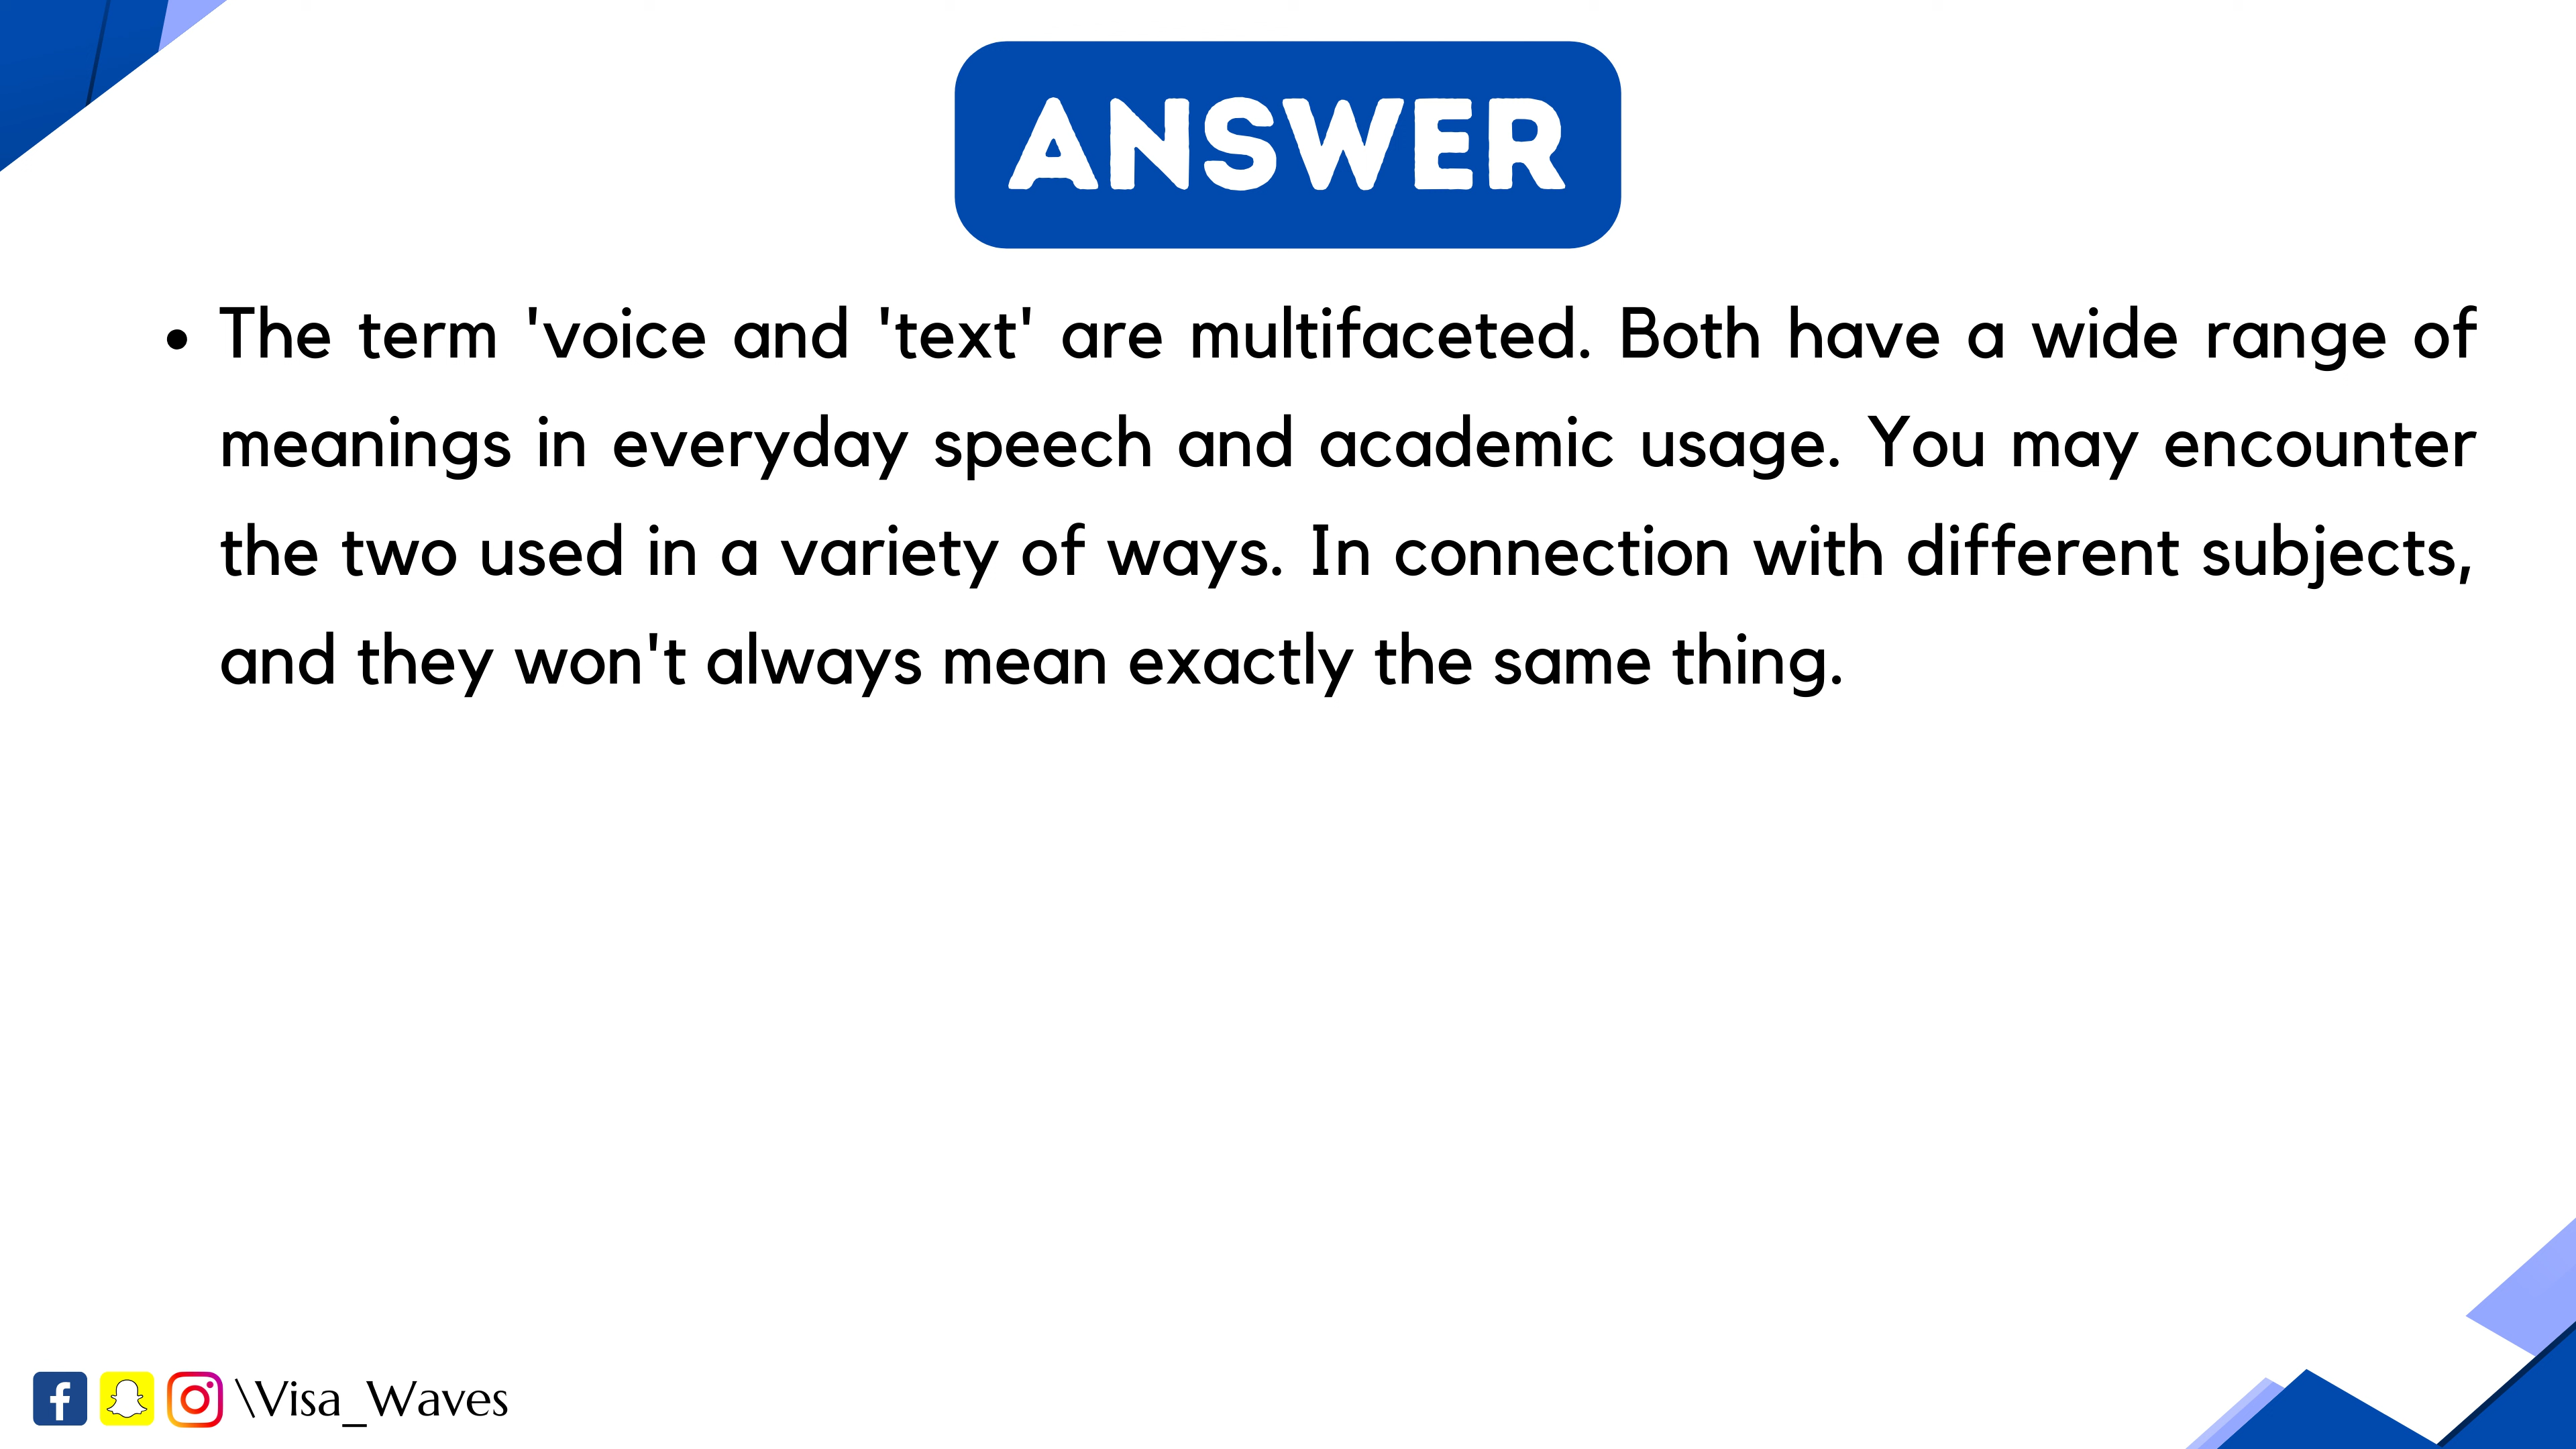 ANSWER
• The term 'voice and 'text' are multifaceted. Both have a wide range of
meanings in everyday speech and academic usage. You may encounter
the two used in a variety of ways. In connection with different subjects,
and they won't always mean exactly the same thing.
\Visa_Waves